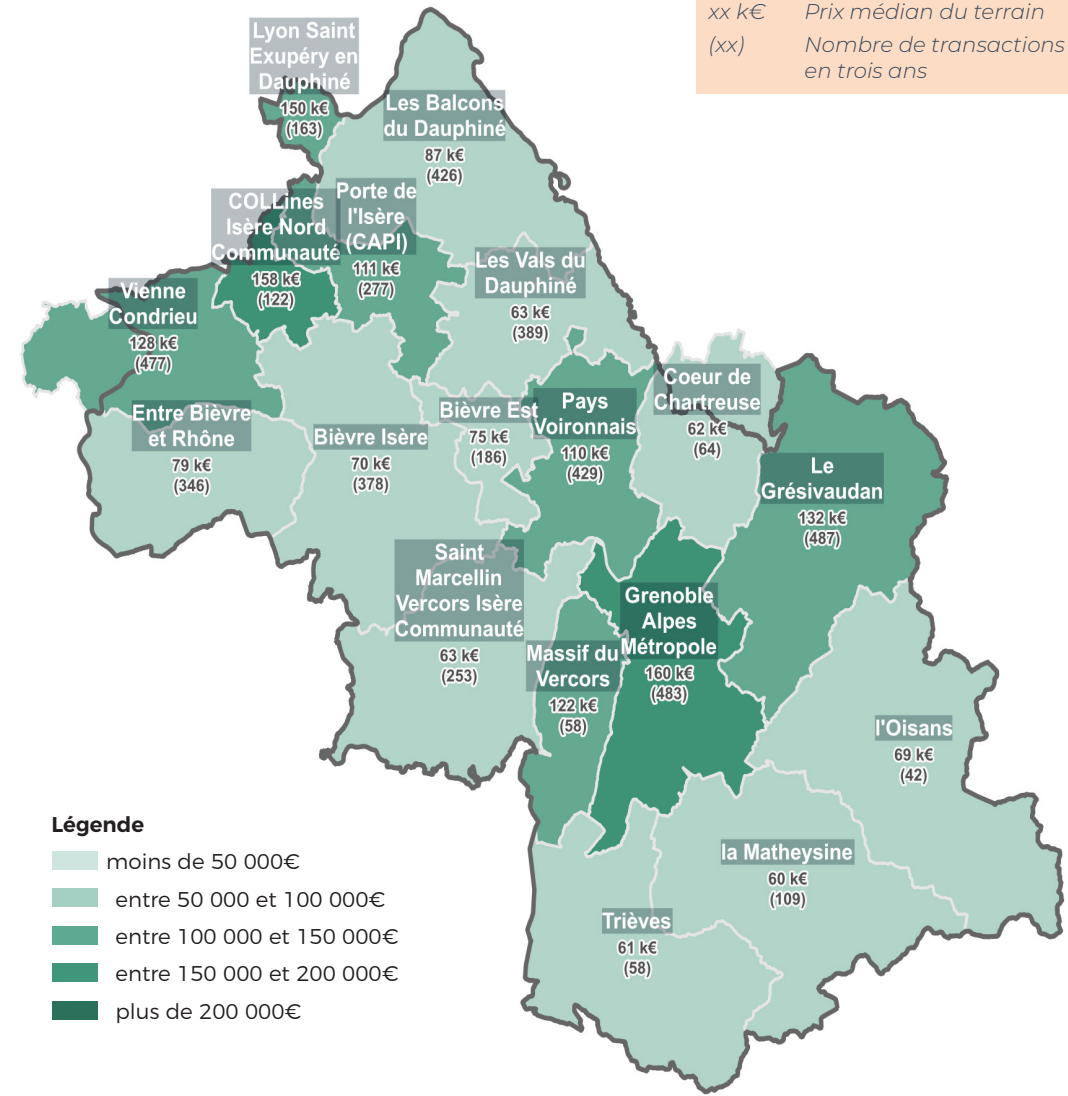 xx k€ Prix médian du terrain
(xx) Nombre de transactions
en trois ans
Lyon Saint
Exupéry en
Dauphiné
150 k€
(163)
Les Balcons
du Dauphiné
87 k€
(426)
COLLines
Isère Nord
Communauté
158 k€
(122)
Porte de
l'Isère
(CAPI)
111 k€
(277)
Les Vals du
Dauphiné
63 k€
(389)
Vienne
Condrieu
128 k€
(477)
Entre Bièvre
et Rhône
79 k€
(346)
Bièvre Isère
70 k€
(378)
Bièvre Est
75 k€
(186)
Pays
Voironnais
110 k€
(429)
Coeur de
Chartreuse
62 k€
(64)
Le
Grésivaudan
132 k€
(487)
Saint
Marcellin
Vercors Isère
Communauté
63 k€
(253)
Massif du
Vercors
122 k€
(58)
Grenoble
Alpes
Métropole
160 k€
(483)
l'Oisans
69 k€
(42)
la Matheysine
60 k€
(109)
Trièves
61 k€
(58)
Légende
moins de 50 000€
entre 50 000 et 100 000€
entre 100 000 et 150 000€
entre 150 000 et 200 000€
plus de 200 000€